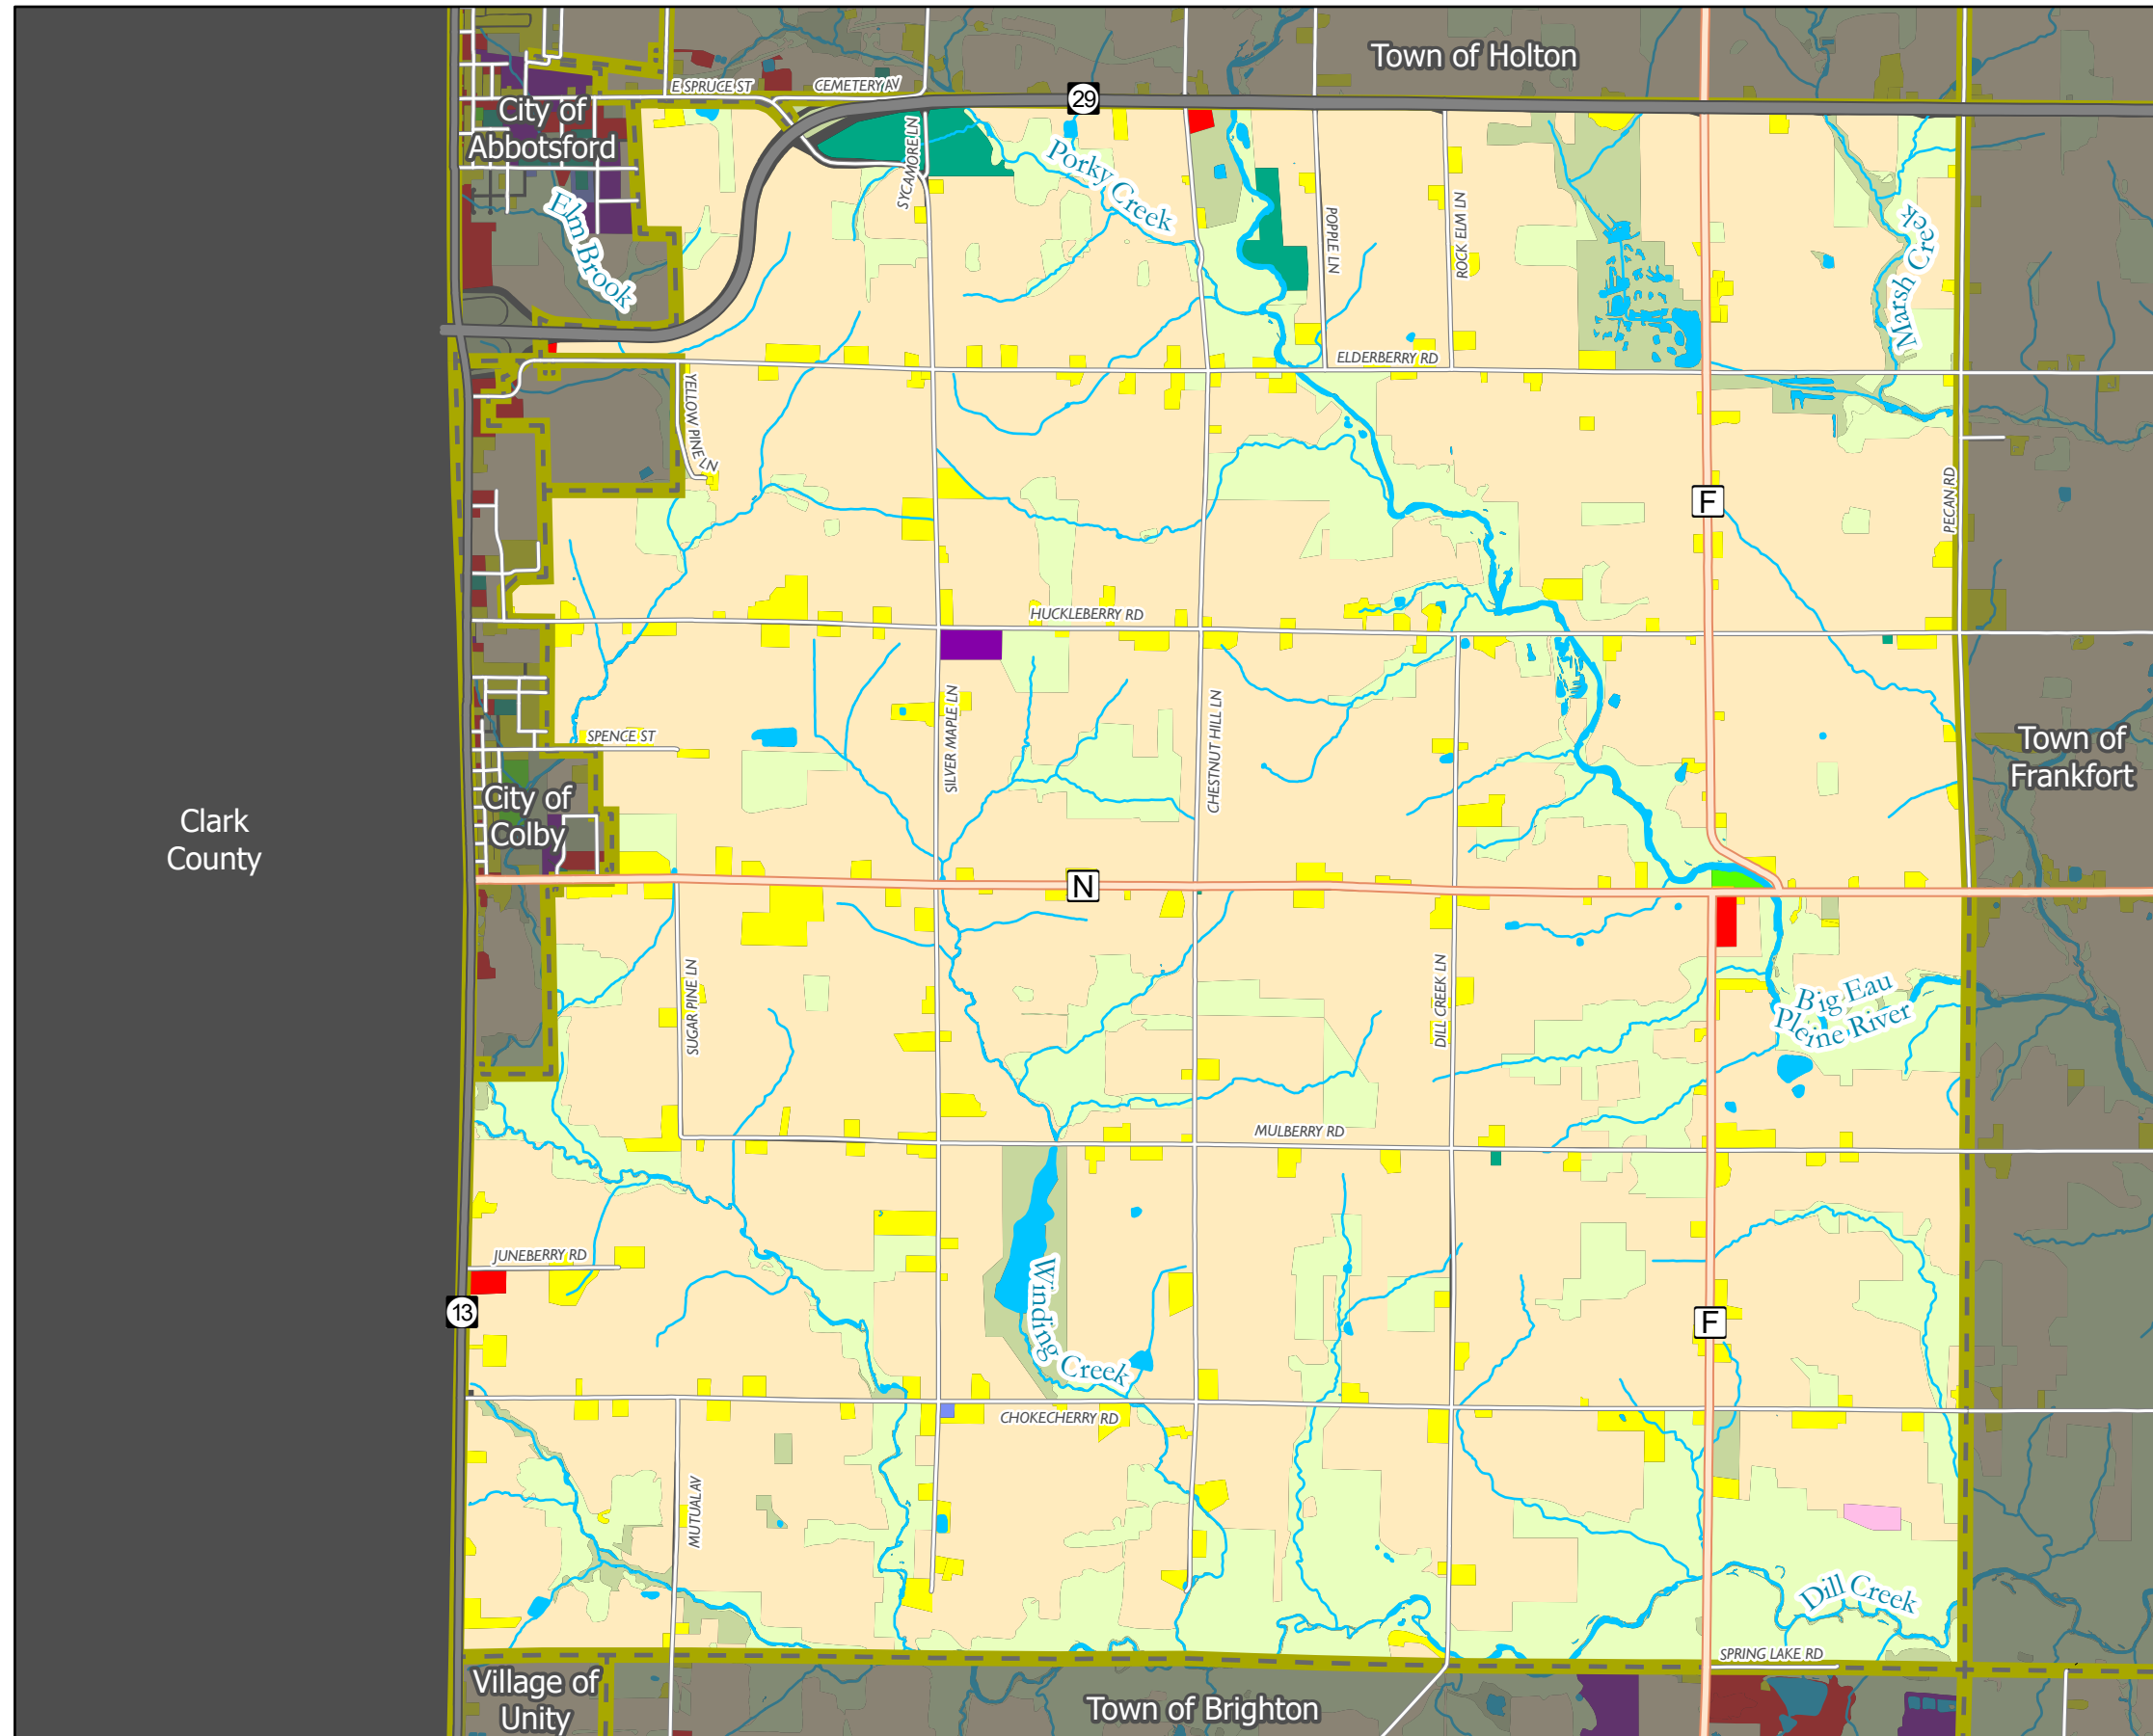 Town of Holton
E SPRUCE ST
CEMETERY AV
29
City of
Abbotsford
SYCAMORE LN
Porky Creek
Elm Brook
POPPLE LN
ROCK ELM LN
Marsh Creek
ELDERBERRY RD
YELLOW PINE LN
F
PECAN RD
HUCKLEBERRY RD
SILVER MAPLE LN
CHESTNUT HILL LN
SPENCE ST
Town of
Frankfort
City of
Colby
Clark
County
N
SUGAR PINE LN
DILL CREEK LN
Big Eau
Pleine River
MULBERRY RD
JUNEBERRY RD
13
Winding Creek
F
CHOKECHERRY RD
MUTUAL AV
Dill Creek
SPRING LAKE RD
Village of
Unity
Town of Brighton